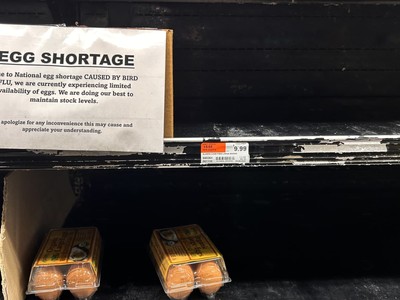 EGG SHORTAGE
to National egg shortage CAUSED BY BIRD
FLU, we are currently experiencing limited
availability of eggs. We are doing our best to
maintain stock levels.
apologize for any inconvenience this may cause and
appreciate your understanding.
9.99